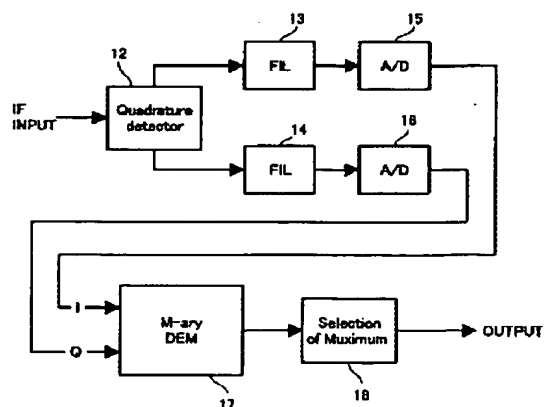 13
15
12
FIL
A/D
IF
INPUT
Quadrature
detector
14
16
FIL
A/D
I
Q
M-ary
DEM
Selection
of Muximum
OUTPUT
17
18